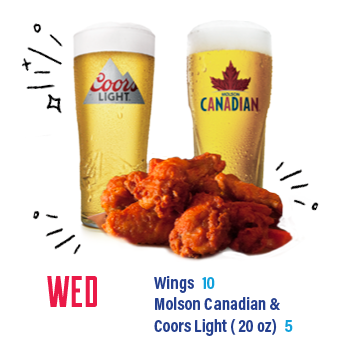 Coors
LIGHT
MOLSON
CANADIAN
WED
Wings 10
Molson Canadian &
Coors Light ( 20 oz) 5